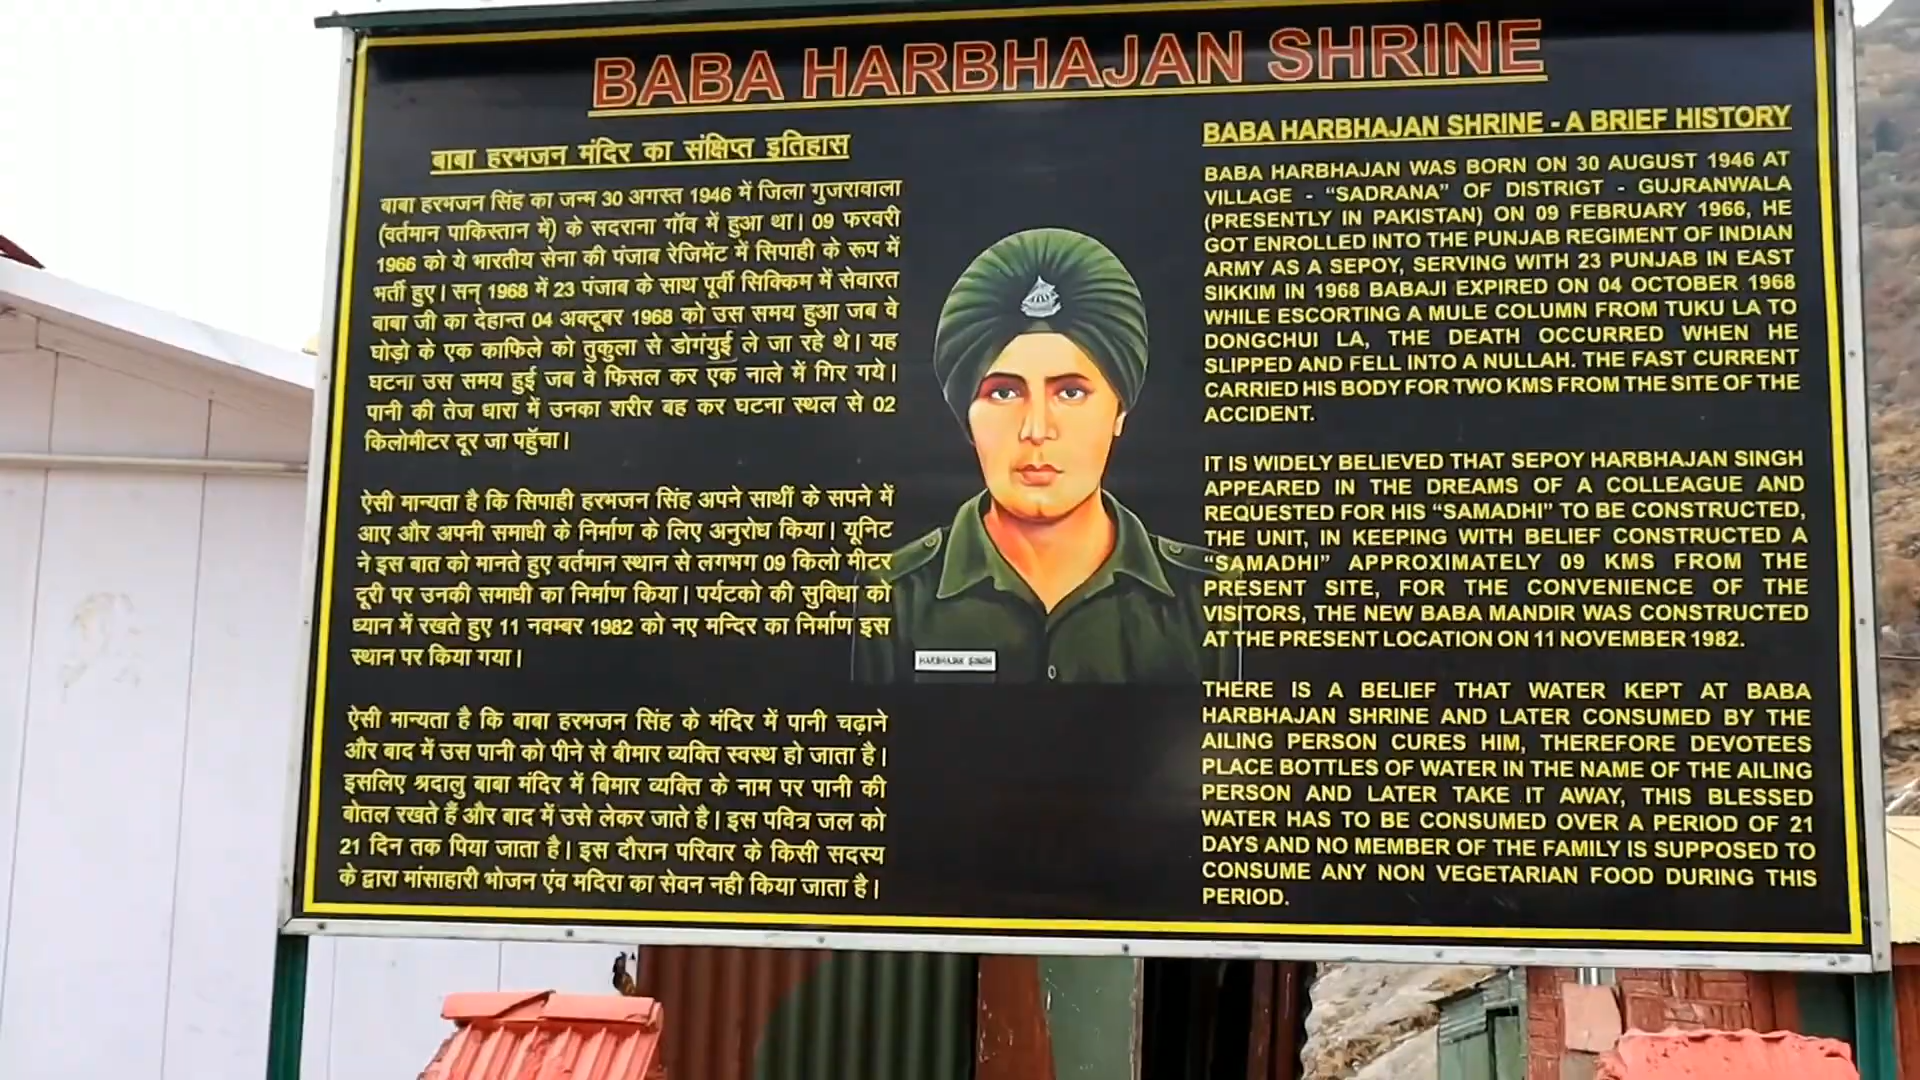 BABA HARBHAJAN SHRINE
बाबा हरभजन मंदिर का संक्षिप्त इतिहास
बाबा हरभजन सिंह का जन्म 30 अगस्त 1946 में जिला गुजरावाला
(वर्तमान पाकिस्तान में) के सदराना गॉव में हुआ था। 09 फरवरी
1966 को ये भारतीय सेना की पंजाब रेजिमेंट में सिपाही के रूप में
भर्ती हुए। सन् 1968 में 23 पंजाब के साथ पूर्वी सिक्किम में सेवारत
बाबा जी का देहान्त 04 अक्टूबर 1968 को उस समय हुआ जब वे
घोड़ो के एक काफिले को तुकुला से डोगंयुई ले जा रहे थे। यह
घटना उस समय हुई जब वे फिसल कर एक नाले में गिर गये।
पानी की तेज धारा में उनका शरीर बह कर घटना स्थल से 02
किलोमीटर दूर जा पहुँचा।
ऐसी मान्यता है कि सिपाही हरभजन सिंह अपने साथीं के सपने में
आए और अपनी समाधी के निर्माण के लिए अनुरोध किया। यूनिट
ने इस बात को मानते हुए वर्तमान स्थान से लगभग 09 किलो मीटर
दूरी पर उनकी समाधी का निर्माण किया। पर्यटको की सुविधा को
ध्यान में रखते हुए 11 नवम्बर 1982 को नए मन्दिर का निर्माण इस
स्थान पर किया गया।
ऐसी मान्यता है कि बाबा हरभजन सिंह के मंदिर में पानी चढ़ाने
और बाद में उस पानी को पीने से बीमार व्यक्ति स्वस्थ हो जाता है।
इसलिए श्रदालु बाबा मंदिर में बिमार व्यक्ति के नाम पर पानी की
बोतल रखते हैं और बाद में उसे लेकर जाते है। इस पवित्र जल को
21 दिन तक पिया जाता है। इस दौरान परिवार के किसी सदस्य
के द्वारा मांसाहारी भोजन एंव मदिरा का सेवन नही किया जाता है।
HARBHAJAN SINGH
BABA HARBHAJAN SHRINE - A BRIEF HISTORY
BABA HARBHAJAN WAS BORN ON 30 AUGUST 1946 AT
VILLAGE - “SADRANA” OF DISTRIGT - GUJRANWALA
(PRESENTLY IN PAKISTAN) ON 09 FEBRUARY 1966, HE
GOT ENROLLED INTO THE PUNJAB REGIMENT OF INDIAN
ARMY AS A SEPOY, SERVING WITH 23 PUNJAB IN EAST
SIKKIM IN 1968 BABAJI EXPIRED ON 04 OCTOBER 1968
WHILE ESCORTING A MULE COLUMN FROM TUKU LA TO
DONGCHUI LA, THE DEATH OCCURRED WHEN HE
SLIPPED AND FELL INTO A NULLAH. THE FAST CURRENT
CARRIED HIS BODY FOR TWO KMS FROM THE SITE OF THE
ACCIDENT.
IT IS WIDELY BELIEVED THAT SEPOY HARBHAJAN SINGH
APPEARED IN THE DREAMS OF A COLLEAGUE AND
REQUESTED FOR HIS “SAMADHI” TO BE CONSTRUCTED,
THE UNIT, IN KEEPING WITH BELIEF CONSTRUCTED A
“SAMADHI” APPROXIMATELY 09 KMS FROM THE
PRESENT SITE, FOR THE CONVENIENCE OF THE
VISITORS, THE NEW BABA MANDIR WAS CONSTRUCTED
AT THE PRESENT LOCATION ON 11 NOVEMBER 1982.
THERE IS A BELIEF THAT WATER KEPT AT BABA
HARBHAJAN SHRINE AND LATER CONSUMED BY THE
AILING PERSON CURES HIM, THEREFORE DEVOTEES
PLACE BOTTLES OF WATER IN THE NAME OF THE AILING
PERSON AND LATER TAKE IT AWAY, THIS BLESSED
WATER HAS TO BE CONSUMED OVER A PERIOD OF 21
DAYS AND NO MEMBER OF THE FAMILY IS SUPPOSED TO
CONSUME ANY NON VEGETARIAN FOOD DURING THIS
PERIOD.